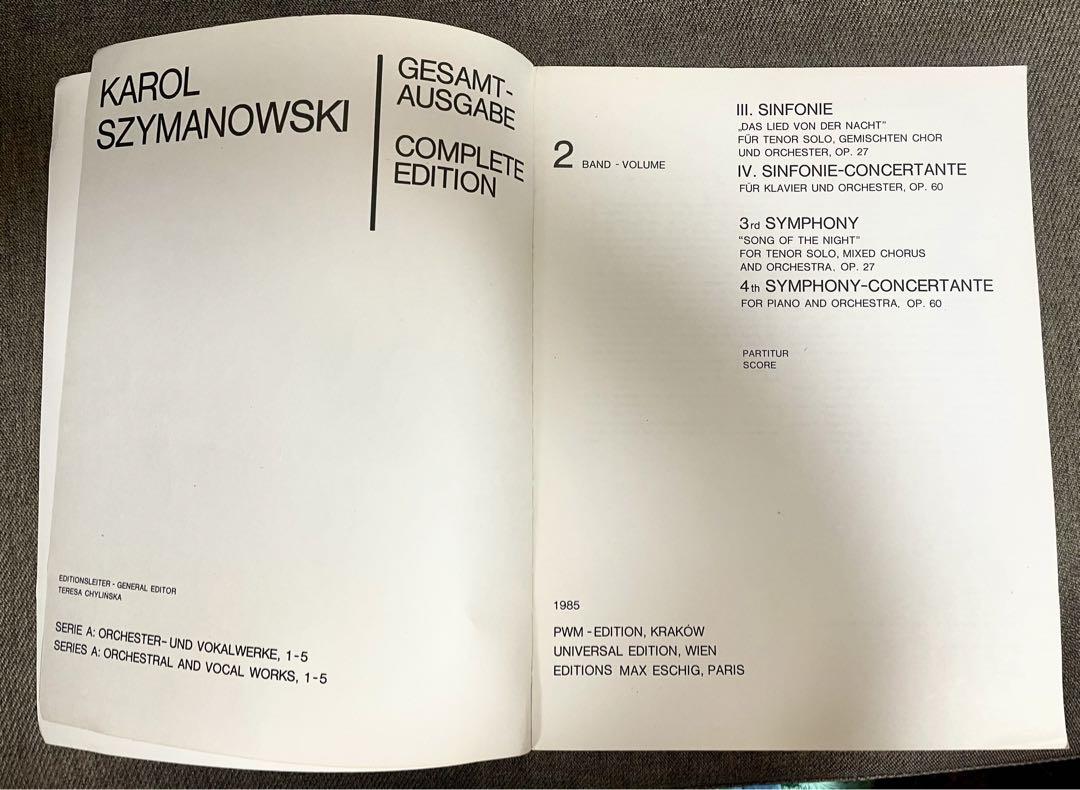 KAROL
SZYMANOWSKI
GESAMT-
AUSGABE
COMPLETE
EDITION
EDITIONSLEITER - GENERAL EDITOR
TERESA CHYLIŃSKA
SERIE A: ORCHESTER- UND VOKALWERKE, 1-5
SERIES A: ORCHESTRAL AND VOCAL WORKS, 1-5
2 BAND - VOLUME
III. SINFONIE
„DAS LIED VON DER NACHT”
FÜR TENOR SOLO, GEMISCHTEN CHOR
UND ORCHESTER, OP. 27
IV. SINFONIE-CONCERTANTE
FÜR KLAVIER UND ORCHESTER, OP. 60
3rd SYMPHONY
“SONG OF THE NIGHT”
FOR TENOR SOLO, MIXED CHORUS
AND ORCHESTRA, OP. 27
4th SYMPHONY-CONCERTANTE
FOR PIANO AND ORCHESTRA, OP. 60
PARTITUR
SCORE
1985
PWM - EDITION, KRAKÓW
UNIVERSAL EDITION, WIEN
EDITIONS MAX ESCHIG, PARIS